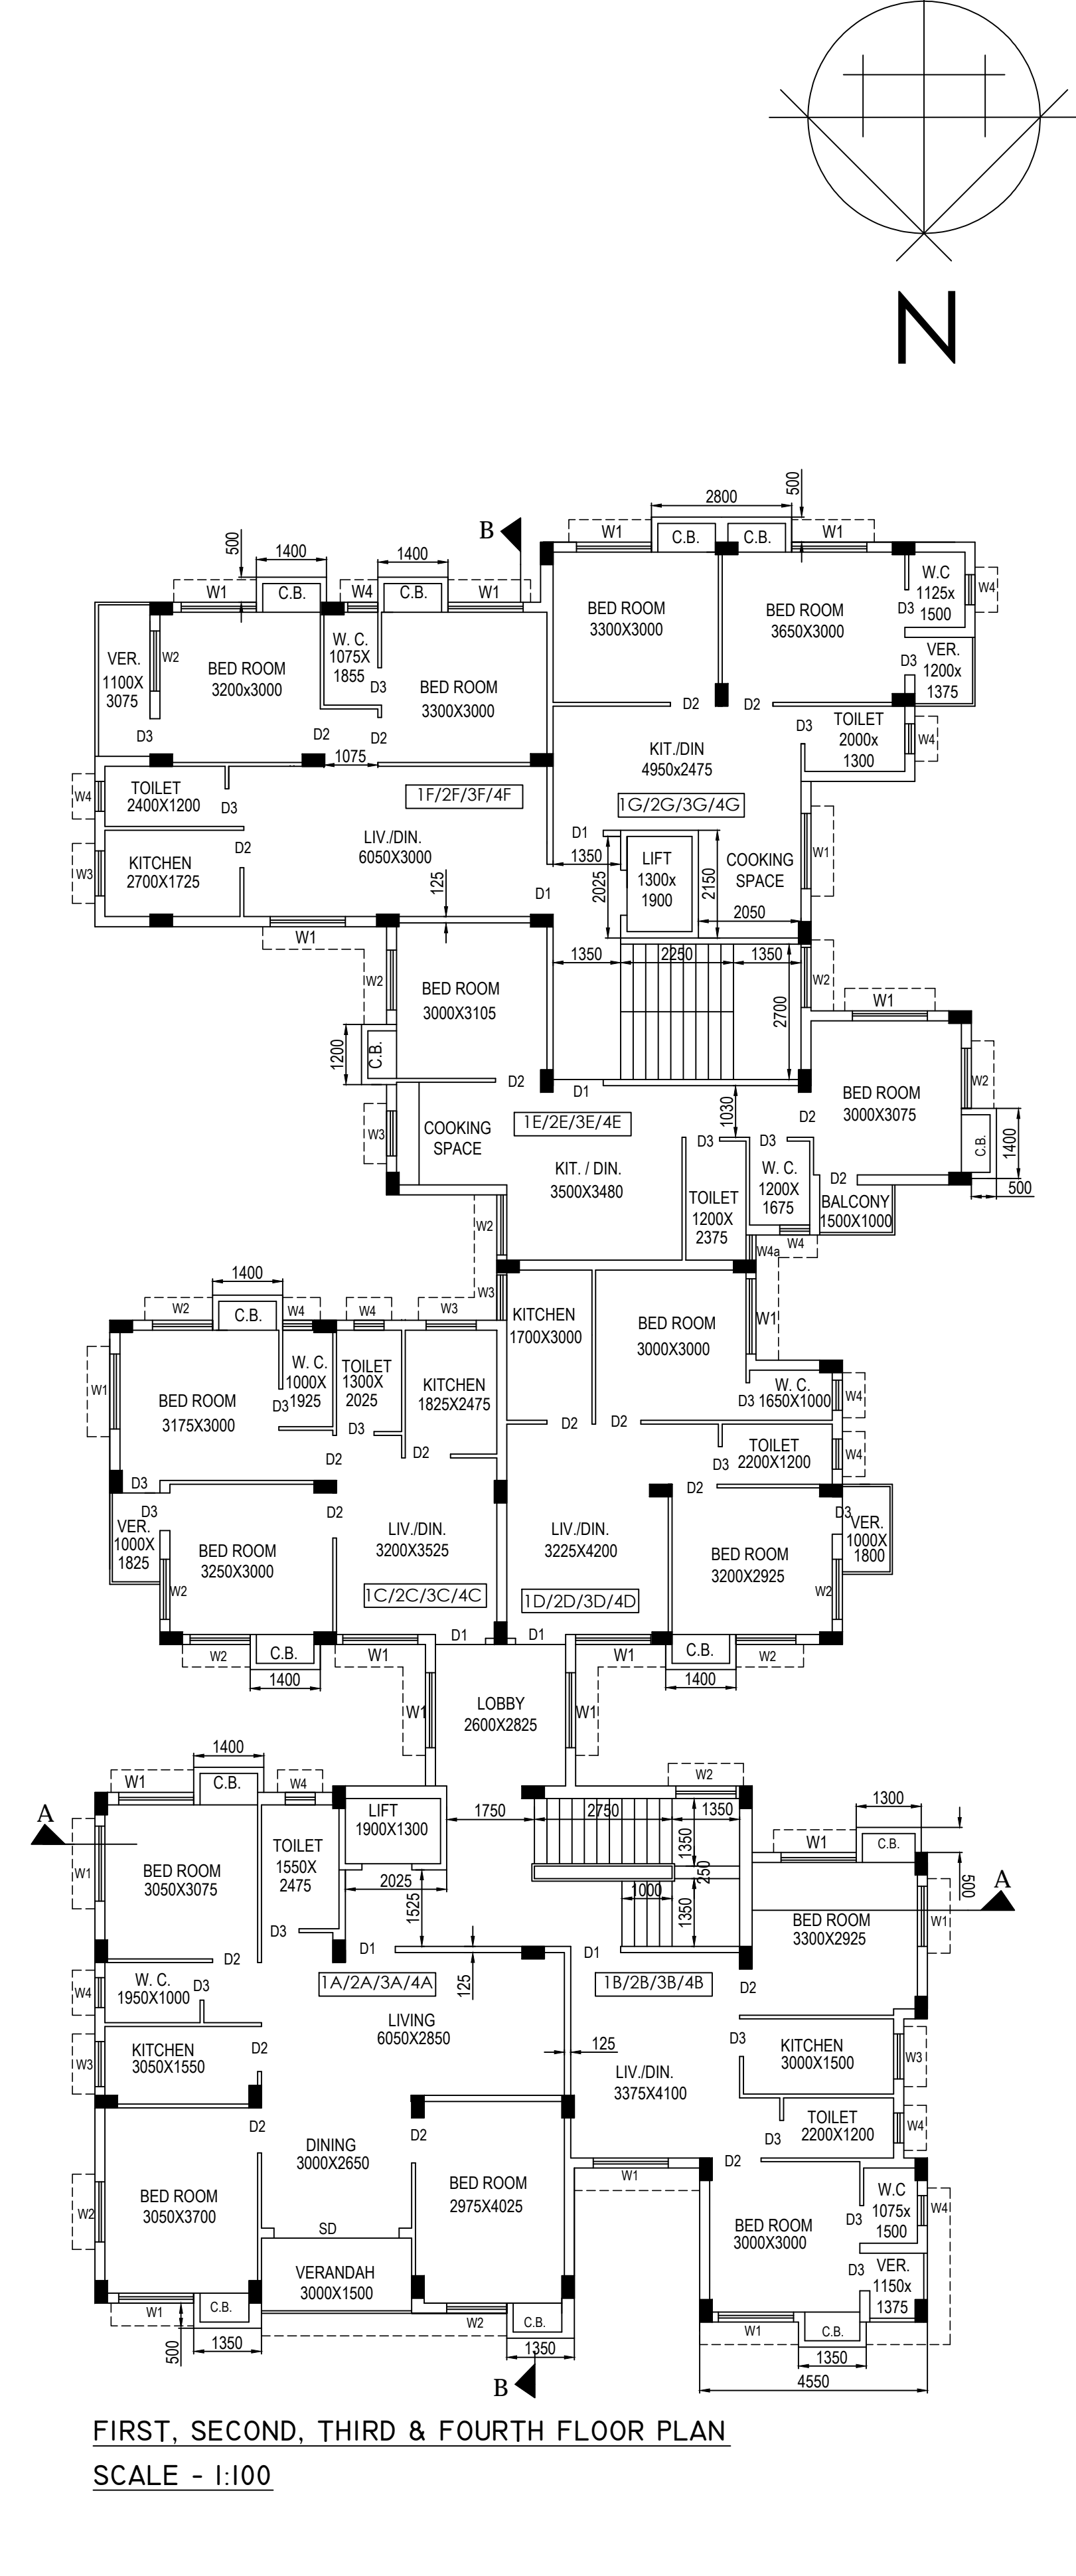 N
2800
500
B
W1
C.B.
C.B.
W1
500
1400
1400
W1
C.B.
W4
C.B.
W1
BED ROOM
3300X3000
BED ROOM
3650X3000
W.C
1125x
1500
W4
D3
VER.
1100X
3075
W2
BED ROOM
3200x3000
W. C.
1075X
1855
D3
BED ROOM
3300X3000
D3
VER.
1200x
1375
D3
D2
D2
D2
D2
D3
TOILET
2000x
1300
W4
1075
KIT./DIN
4950x2475
W4
TOILET
2400X1200
D3
1F/2F/3F/4F
1G/2G/3G/4G
LIV./DIN.
6050X3000
D1
D2
W3
KITCHEN
2700X1725
1350
2025
LIFT
1300x
1900
2150
COOKING
SPACE
W1
125
D1
2050
W1
1350
2250
1350
W2
W2
BED ROOM
3000X3105
2700
W1
1200
C.B.
D2
D1
BED ROOM
3000X3075
W2
1030
D2
W3
COOKING
SPACE
1E/2E/3E/4E
D3
D3
C.B.
1400
KIT. / DIN.
3500X3480
W. C.
1200X
1675
D2
500
TOILET
1200X
2375
BALCONY
1500X1000
W2
W4a
W4
1400
W3
W2
C.B.
W4
W4
W3
KITCHEN
1700X3000
BED ROOM
3000X3000
W1
W1
BED ROOM
3175X3000
W. C.
1000X
1925
D3
TOILET
1300X
2025
KITCHEN
1825X2475
D3
W. C.
1650X1000
W4
D3
D2
D2
D2
D2
D3
TOILET
2200X1200
W4
D3
D2
D3
VER.
1000X
1825
D2
D3
VER.
1000X
1800
BED ROOM
3250X3000
LIV./DIN.
3200X3525
LIV./DIN.
3225X4200
BED ROOM
3200X2925
W2
W2
1C/2C/3C/4C
1D/2D/3D/4D
D1
D1
W2
C.B.
W1
W1
C.B.
W2
1400
1400
W1
LOBBY
2600X2825
W1
1400
W1
C.B.
W4
W2
A
LIFT
1900X1300
1750
2750
1350
1300
W1
C.B.
W1
BED ROOM
3050X3075
TOILET
1550X
2475
1350
250
2025
1525
1000
1350
500
A
D3
D1
D1
BED ROOM
3300X2925
W1
D2
W4
W. C.
1950X1000
D3
1A/2A/3A/4A
125
1B/2B/3B/4B
D2
LIVING
6050X2850
W3
KITCHEN
3050X1550
D2
125
D3
KITCHEN
3000X1500
W3
LIV./DIN.
3375X4100
D2
D2
TOILET
2200X1200
W4
D3
DINING
3000X2650
D2
W1
BED ROOM
3050X3700
BED ROOM
2975X4025
W.C
1075x
1500
W4
W2
D3
SD
BED ROOM
3000X3000
VERANDAH
3000X1500
D3
VER.
1150x
1375
W1
C.B.
W2
C.B.
W1
C.B.
500
1350
1350
1350
4550
B
FIRST, SECOND, THIRD & FOURTH FLOOR PLAN
SCALE - 1:100